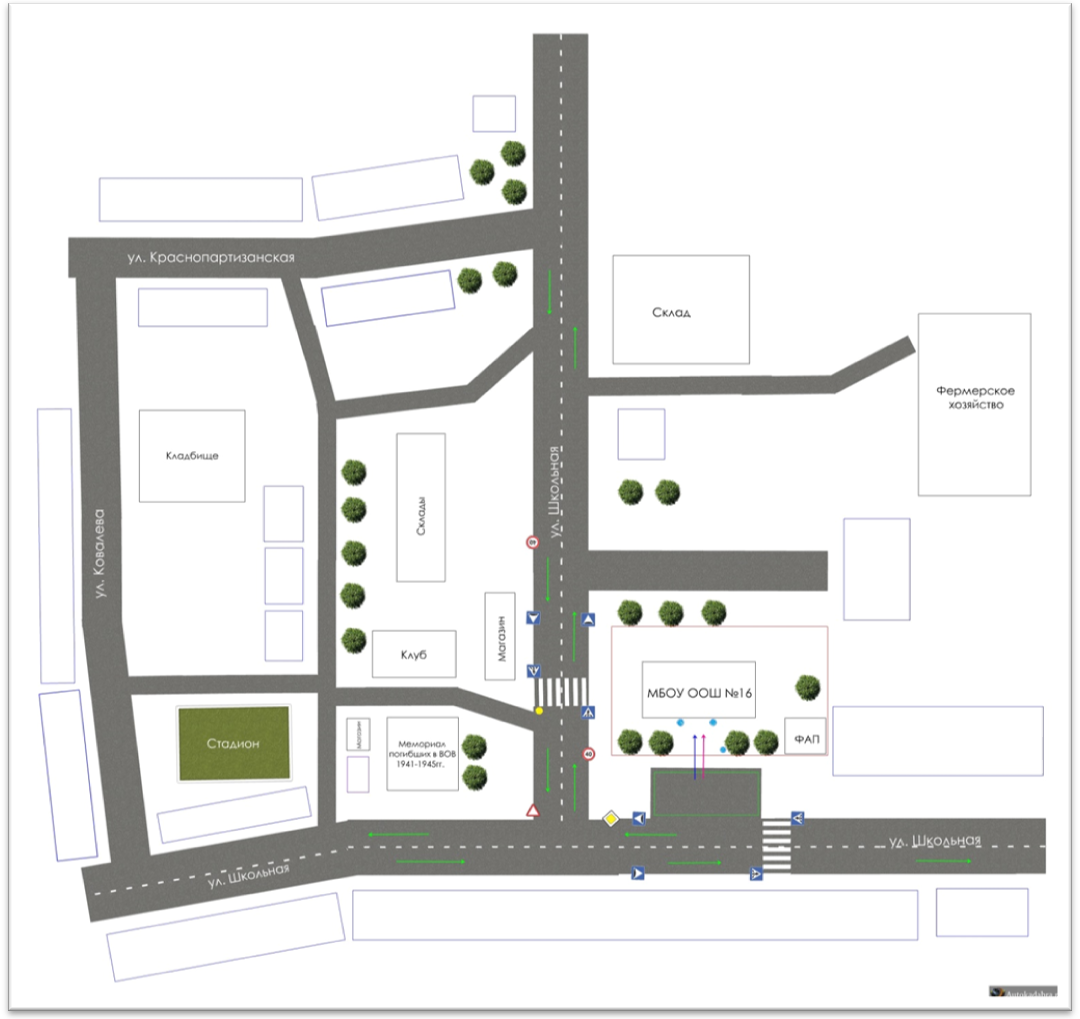 ул. Краснопартизанская
Склад
Фермерское
хозяйство
Кладбище
Склады
ул. Школьная
ул. Ковалева
Магазин
Клуб
МБОУ ООШ №16
ФАП
Стадион
Магазин
Мемориал
погибших в ВОВ
1941-1945гг.
40
ул. Школьная
ул. Школьная